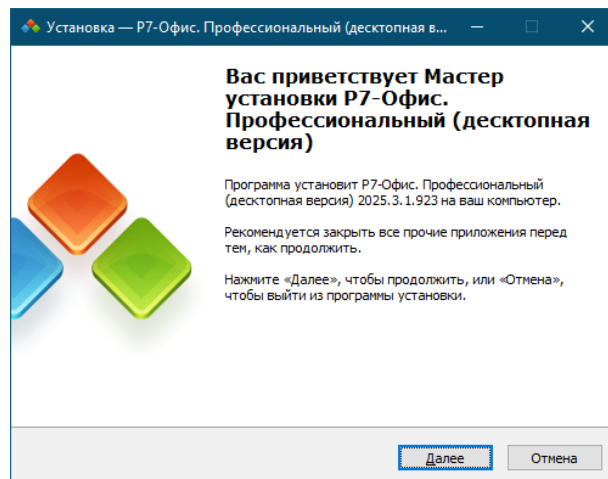 Установка — Р7-Офис. Профессиональный (десктопная в...
Вас приветствует Мастер
установки Р7-Офис.
Профессиональный (десктопная
версия)
Программа установит Р7-Офис. Профессиональный
(десктопная версия) 2025.3.1.923 на ваш компьютер.
Рекомендуется закрыть все прочие приложения перед
тем, как продолжить.
Нажмите «Далее», чтобы продолжить, или «Отмена»,
чтобы выйти из программы установки.
Далее
Отмена